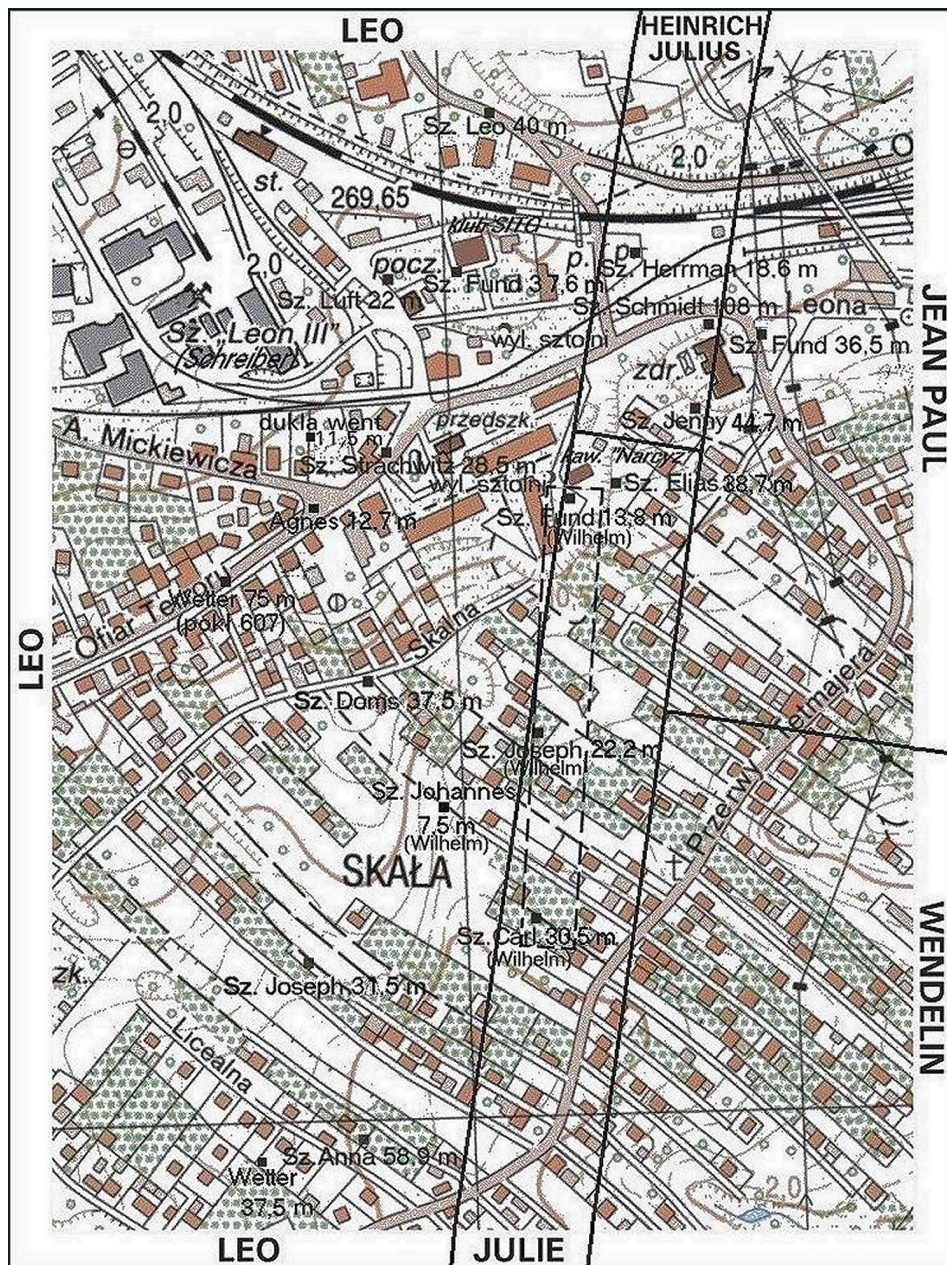 LEO
HEINRICH
JULIUS
2,0
Sz. Leo 40 m
2,0
O
st.
269,65
klub SITG
2,0
pocz.
p.
p.
Sz. Herrman 18.6 m
Sz. Fund 37,6 m
Sz. Luft 22 m
Sz. Schmidt 108 m
Leona
JEAN PAUL
Sz. „Leon III”
(Schreiber)
wyl. sztolni
Sz. Fund 36,5 m
zdr.
dukla went.
11,5 m
przedszk.
Sz. Jenny 44,7 m
A. Mickiewicza
Sz. Strachwitz 28.5 m
kaw. "Narcyz"
wyl. sztolni
Sz. Elias 38,7 m
Agnes 12,7 m
Sz. Fund 13,8 m
(Wilhelm)
Wetter 75 m
(pokł 607)
Ofiar Terroru
Skalna
LEO
Sz. Doms 37,5 m
Przerwy Tetmajera
Sz. Joseph 22,2 m
(Wilhelm)
Sz. Johannes
7,5 m
(Wilhelm)
SKAŁA
WENDELIN
Sz. Carl 30,5 m
(Wilhelm)
zk.
Sz. Joseph 31,5 m
Licealna
Sz. Anna 58,9 m
Wetter
37,5 m
2,0
LEO
JULIE